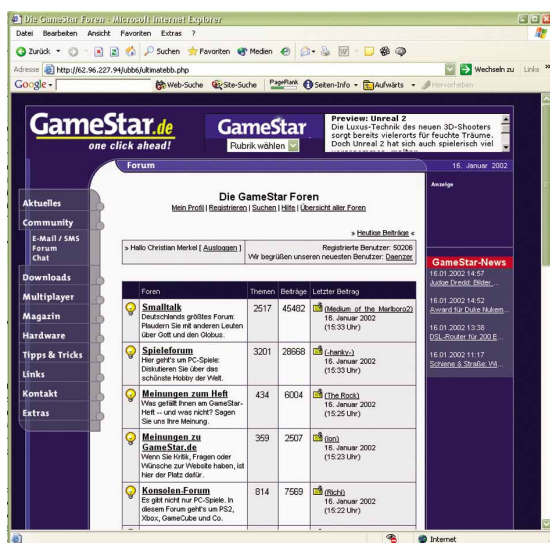 Die GameStar Foren - Microsoft Internet Explorer
Datei Bearbeiten Ansicht Favoriten Extras ?
Zurück Suchen Favoriten Medien
Adresse http://62.96.227.94/ubb6/ultimatebb.php Wechseln zu Links »
Google Web-Suche Site-Suche PageRank Seiten-Info Aufwärts Hervorheben
GameStar.de
one click ahead!
GameStar
Rubrik wählen
Preview: Unreal 2
Die Luxus-Technik des neuen 3D-Shooters
sorgt bereits vielerorts für feuchte Träume.
Doch Unreal 2 hat sich auch spielerisch viel
Forum 16. Januar 2002
Aktuelles
Community
E-Mail / SMS
Forum
Chat
Downloads
Multiplayer
Magazin
Hardware
Tipps & Tricks
Links
Kontakt
Extras
Die GameStar Foren
Mein Profil | Registrieren | Suchen | Hilfe | Übersicht aller Foren
» Heutige Beiträge «
» Hallo Christian Merkel [ Ausloggen ]
Registrierte Benutzer: 50206
Wir begrüßen unseren neuesten Benutzer: Daenzer
Foren Themen Beiträge Letzter Beitrag
Smalltalk 2517 45482 (Medium of the Marlboro2)
Deutschlands größtes Forum: 16. Januar 2002
Plaudern Sie mit anderen Leuten (15:33 Uhr)
über Gott und den Globus.
Spieleforum 3201 28668 (-hanky-)
Hier geht's um PC-Spiele: 16. Januar 2002
Diskutieren Sie über das (15:33 Uhr)
schönste Hobby der Welt.
Meinungen zum Heft 434 6004 (The Rock)
Was gefällt Ihnen am GameStar- 16. Januar 2002
Heft -- und was nicht? Sagen (15:25 Uhr)
Sie uns Ihre Meinung.
Meinungen zu 359 2507 (jon)
GameStar.de 16. Januar 2002
Wenn Sie Kritik, Fragen oder (15:23 Uhr)
Wünsche zur Website haben, ist
hier der Platz dafür.
Konsolen-Forum 814 7569 (Richi)
Es gibt nicht nur PC-Spiele. In 16. Januar 2002
diesem Forum geht's um PS2, (15:22 Uhr)
Xbox, GameCube und Co.
Anzeige
GameStar-News
16.01.2002 14:57
Judge Dredd: Bilder ...
16.01.2002 14:52
Award für Duke Nukem...
16.01.2002 13:38
DSL-Router für 200 E...
16.01.2002 11:17
Schiene & Straße: Wi...
Internet